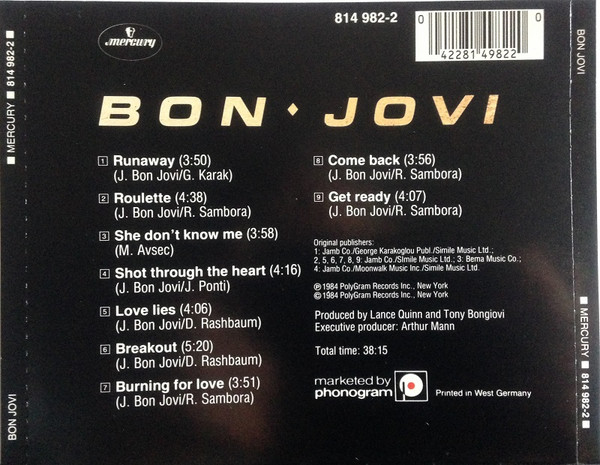 814 982-2
0 0
42281 49822
mercury
BON ♦ JOVI
1 Runaway (3:50)
(J. Bon Jovi/G. Karak)
2 Roulette (4:38)
(J. Bon Jovi/R. Sambora)
3 She don't know me (3:58)
(M. Avsec)
4 Shot through the heart (4:16)
(J. Bon Jovi/J. Ponti)
5 Love lies (4:06)
(J. Bon Jovi/D. Rashbaum)
6 Breakout (5:20)
(J. Bon Jovi/D. Rashbaum)
7 Burning for love (3:51)
(J. Bon Jovi/R. Sambora)
8 Come back (3:56)
(J. Bon Jovi/R. Sambora)
9 Get ready (4:07)
(J. Bon Jovi/R. Sambora)
Original publishers:
1: Jamb Co./George Karakoglou Publ./Simile Music Ltd.;
2, 5, 6, 7, 8, 9: Jamb Co./Simile Music Ltd.; 3: Bema Music Co.;
4: Jamb Co./Moonwalk Music Inc./Simile Music Ltd.
℗ 1984 PolyGram Records Inc., New York
© 1984 PolyGram Records Inc., New York
Produced by Lance Quinn and Tony Bongiovi
Executive producer: Arthur Mann
Total time: 38:15
marketed by
phonogram
Printed in West Germany
BON JOVI ■ MERCURY ■ 814 982-2 ■
BON JOVI ■ MERCURY ■ 814 982-2 ■